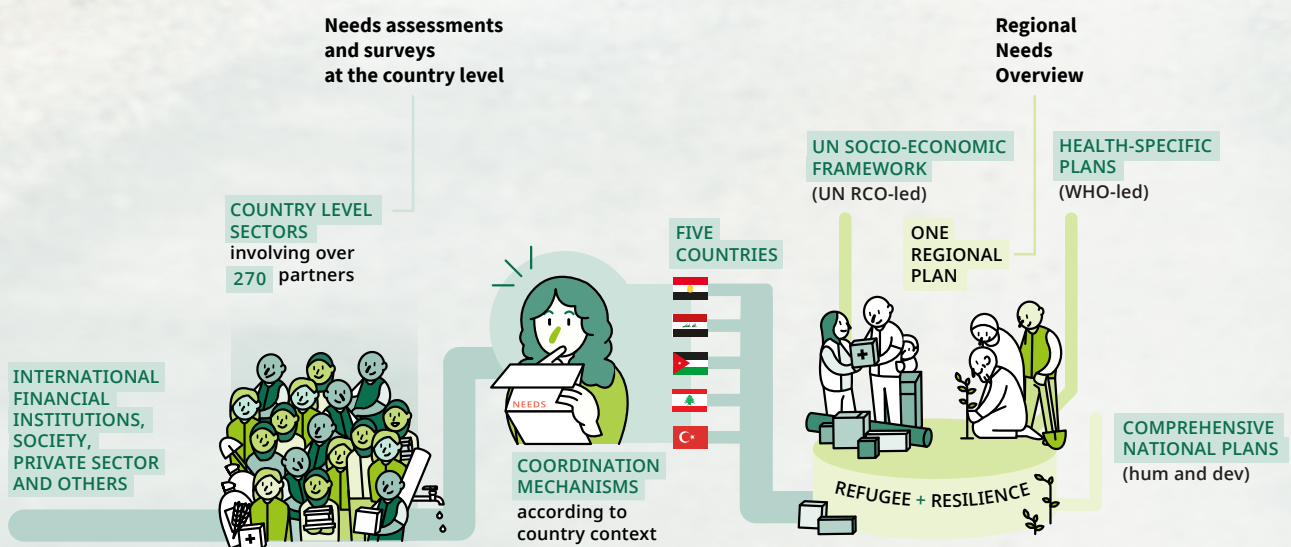 Needs assessments
and surveys
at the country level
Regional
Needs
Overview
UN SOCIO-ECONOMIC
FRAMEWORK
(UN RCO-led)
HEALTH-SPECIFIC
PLANS
(WHO-led)
COUNTRY LEVEL
SECTORS
involving over
270 partners
FIVE
COUNTRIES
ONE
REGIONAL
PLAN
INTERNATIONAL
FINANCIAL
INSTITUTIONS,
SOCIETY,
PRIVATE SECTOR
AND OTHERS
NEEDS
COORDINATION
MECHANISMS
according to
country context
COMPREHENSIVE
NATIONAL PLANS
(hum and dev)
REFUGEE + RESILIENCE